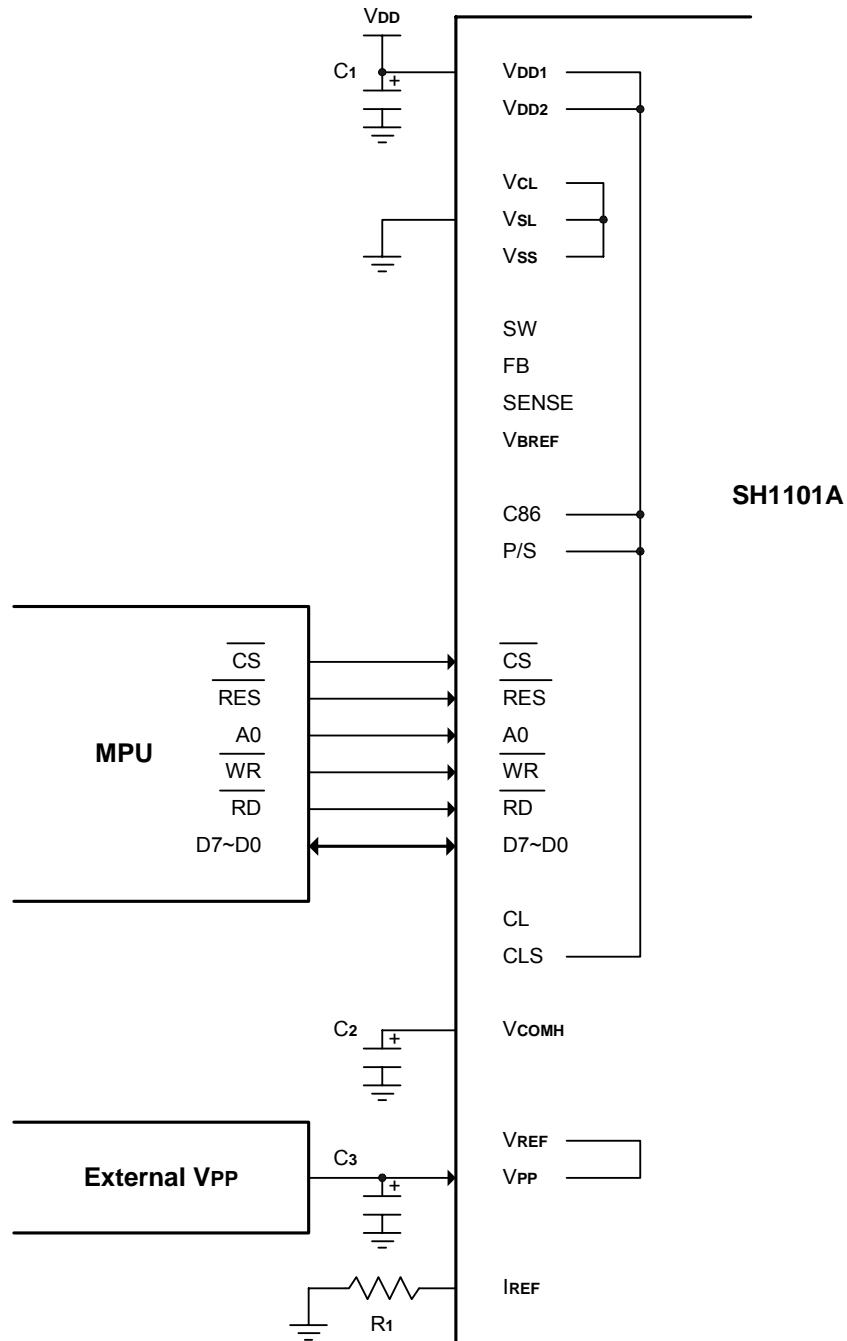 VDD
C1
+
VDD1
VDD2
VCL
VSL
VSS
SW
FB
SENSE
VBREF
SH1101A
C86
P/S
MPU
CS
RES
A0
WR
RD
D7~D0
CS
RES
A0
WR
RD
D7~D0
CL
CLS
C2
+
VCOMH
External VPP
C3
+
VREF
VPP
R1
IREF